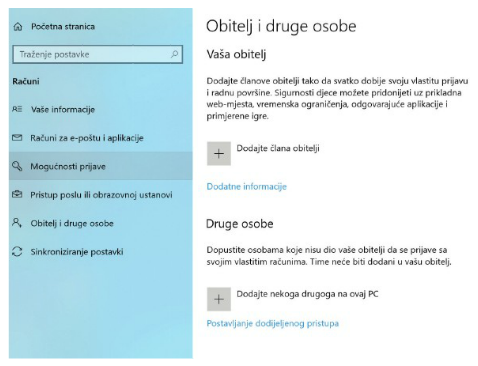 Početna stranica
Traženje postavke
Računi
Vaše informacije
Računi za e-poštu i aplikacije
Mogućnosti prijave
Pristup poslu ili obrazovnoj ustanovi
Obitelj i druge osobe
Sinkroniziranje postavki
Obitelj i druge osobe
Vaša obitelj
Dodajte članove obitelji tako da svatko dobije svoju vlastitu prijavu
i radnu površine. Sigurnosti djece možete pridonijeti uz prikladna
web-mjesta, vremenska ograničenja, odgovarajuće aplikacije i
primjerene igre.
Dodajte člana obitelji
Dodatne informacije
Druge osobe
Dopustite osobama koje nisu dio vaše obitelji da se prijave sa
svojim vlastitim računima. Time neće biti dodani u vašu obitelj.
Dodajte nekoga drugoga na ovaj PC
Postavljanje dodijeljenog pristupa